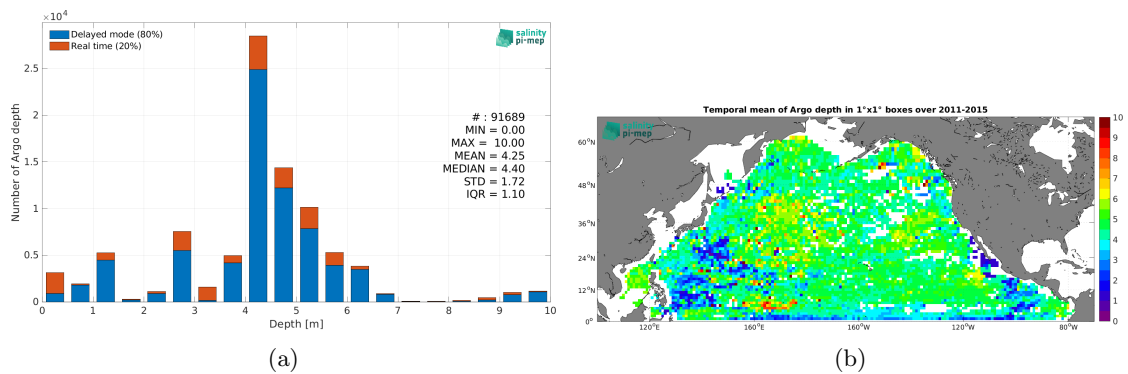 ×10⁴
Delayed mode (80%)
Real time (20%)
salinity
pi-mep
2.5
2
1.5
1
0.5
0
Number of Argo depth
# : 91689
MIN = 0.00
MAX = 10.00
MEAN = 4.25
MEDIAN = 4.40
STD = 1.72
IQR = 1.10
0 1 2 3 4 5 6 7 8 9 10
Depth [m]
(a)
Temporal mean of Argo depth in 1°x1° boxes over 2011-2015
salinity
pi-mep
60°N
48°N
36°N
24°N
12°N
0°
120°E 160°E 160°W 120°W 80°W
10
9
8
7
6
5
4
3
2
1
0
(b)